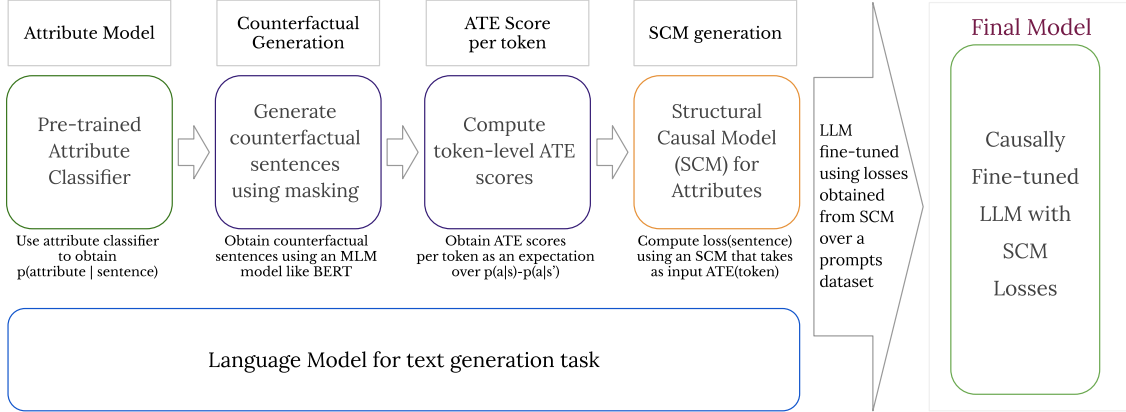 Attribute Model
Counterfactual
Generation
ATE Score
per token
SCM generation
Pre-trained
Attribute
Classifier
Generate
counterfactual
sentences
using masking
Compute
token-level ATE
scores
Structural
Causal Model
(SCM) for
Attributes
Use attribute classifier
to obtain
p(attribute | sentence)
Obtain counterfactual
sentences using an MLM
model like BERT
Obtain ATE scores
per token as an expectation
over p(a|s)-p(a|s’)
Compute loss(sentence)
using an SCM that takes
as input ATE(token)
Language Model for text generation task
LLM
fine-tuned
using losses
obtained
from SCM
over a
prompts
dataset
Final Model
Causally
Fine-tuned
LLM with
SCM
Losses